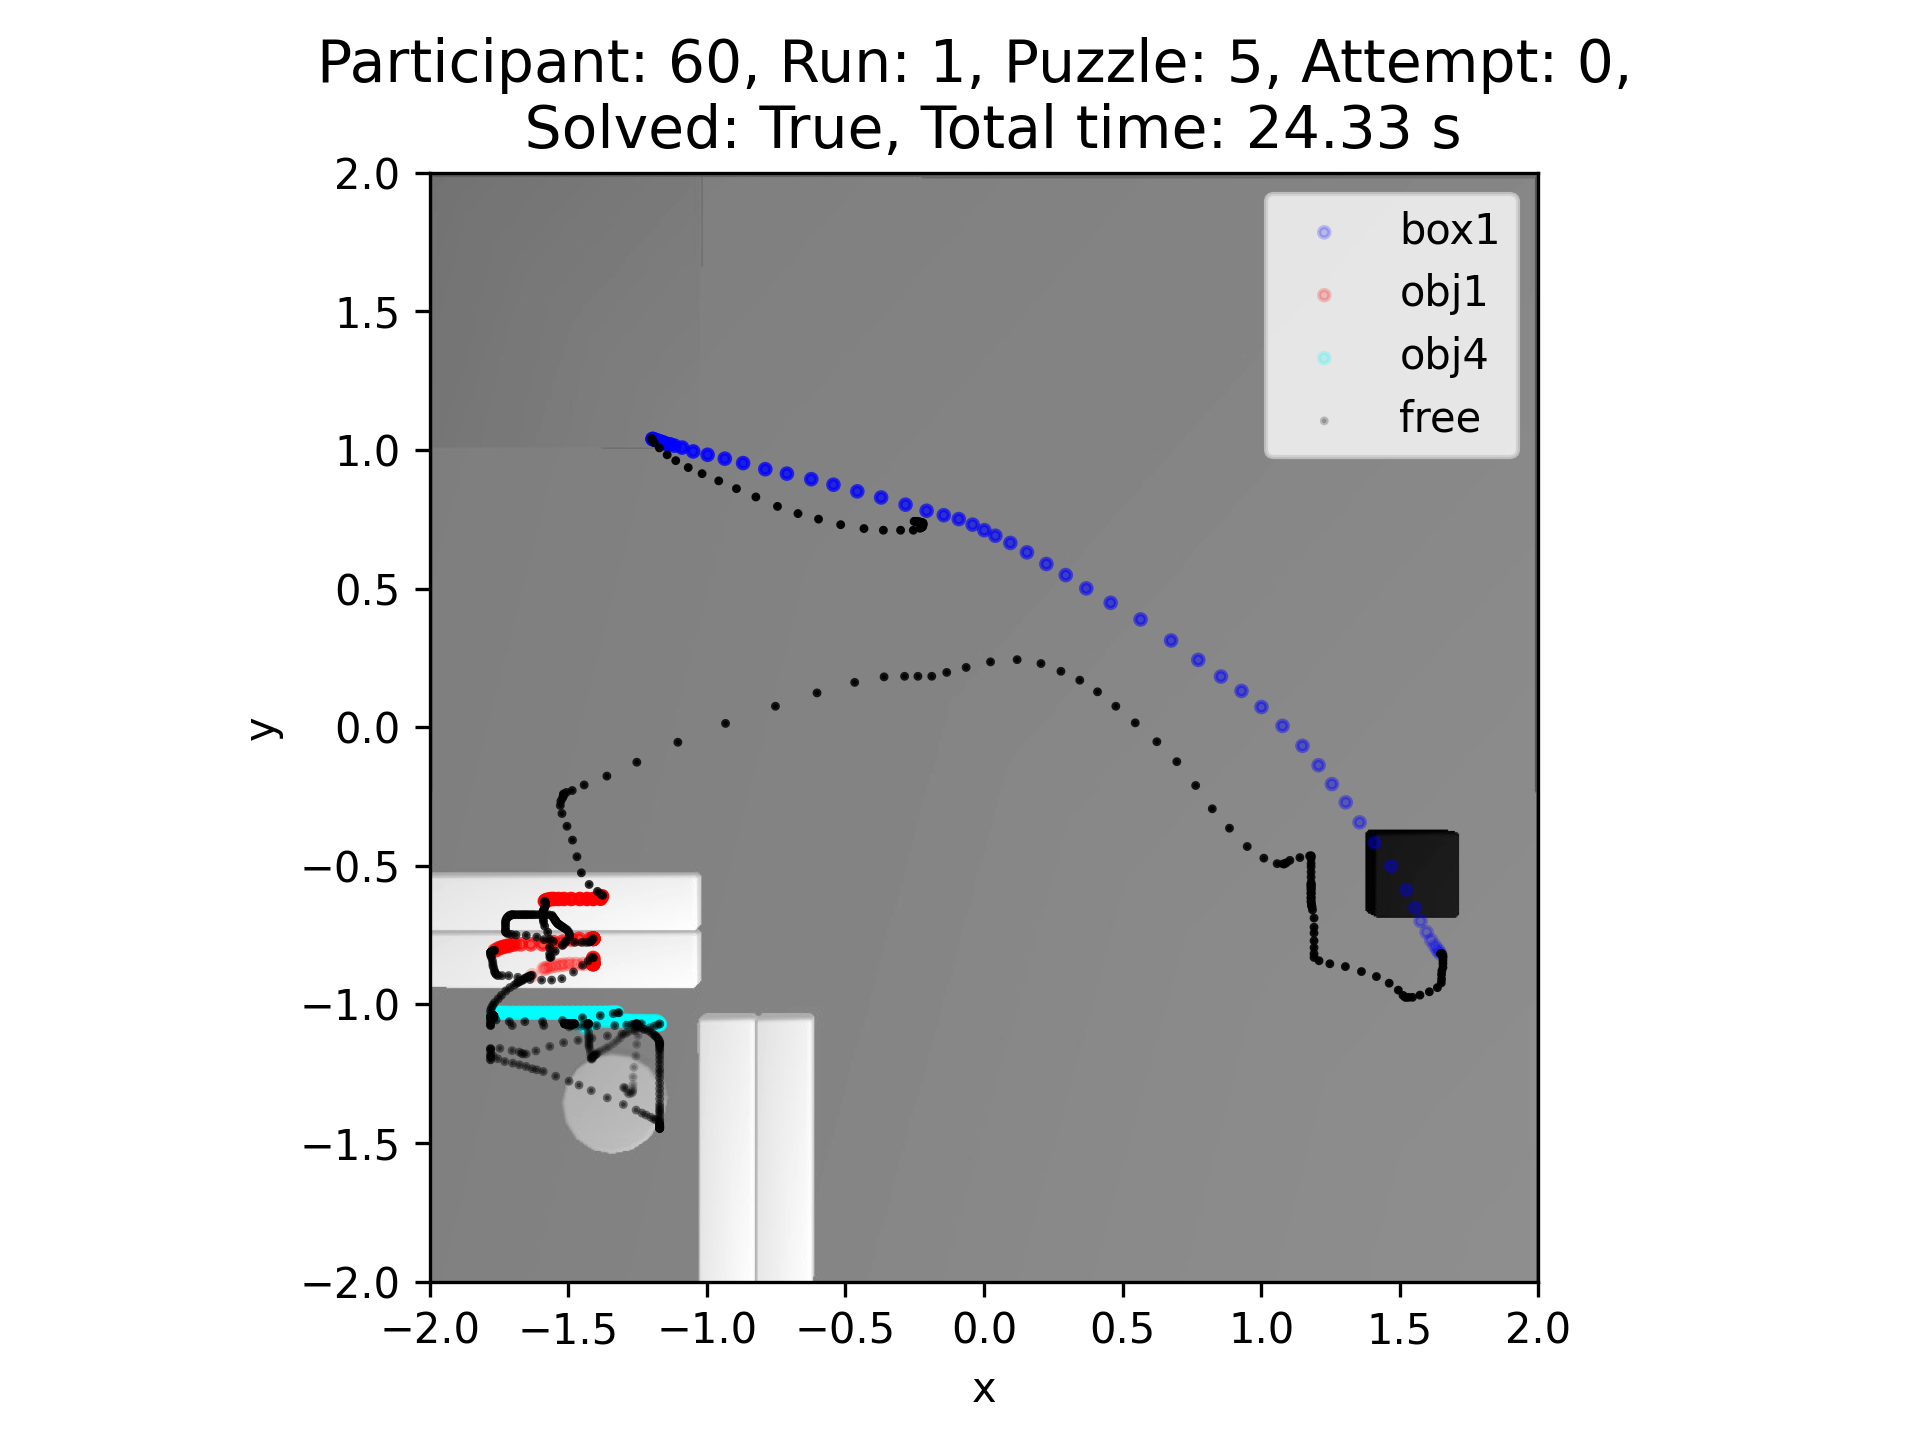 Participant: 60, Run: 1, Puzzle: 5, Attempt: 0,
Solved: True, Total time: 24.33 s
2.0
1.5
1.0
0.5
0.0
−0.5
−1.0
−1.5
−2.0
y
box1
obj1
obj4
free
−2.0 −1.5 −1.0 −0.5 0.0 0.5 1.0 1.5 2.0
x